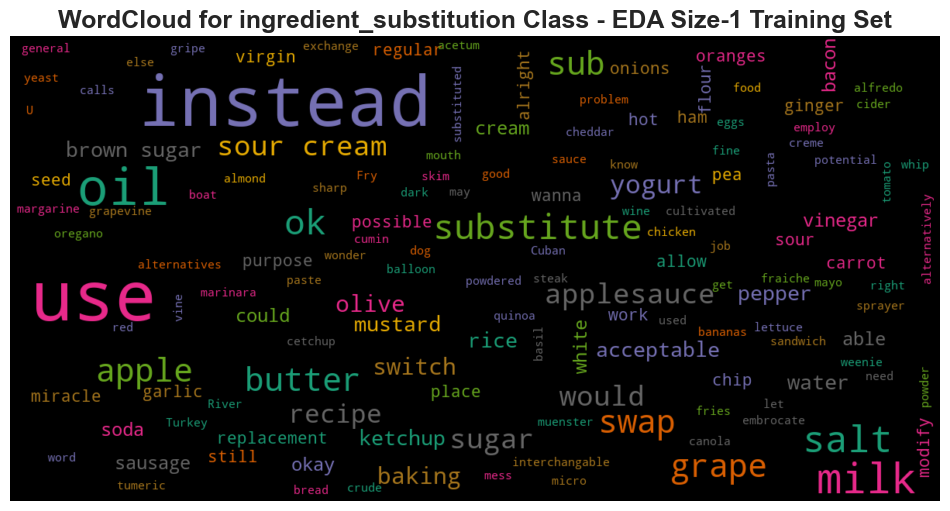 WordCloud for ingredient_substitution Class - EDA Size-1 Training Set
general
gripe
exchange
acetum
else
virgin
regular
yeast
calls
U
instead
substituted
sub
onions
alright
oranges
flour
bacon
problem
food
alfredo
ginger
cider
brown sugar
sour cream
cream
cheddar
hot
ham
eggs
employ
creme
mouth
sauce
know
fine
pasta
potential
tomato
whip
seed
almond
oil
boat
sharp
Fry
skim
good
dark
may
wanna
yogurt
pea
margarine
grapevine
oregano
ok
possible
cumin
substitute
wine
cultivated
chicken
vinegar
sour
alternatively
alternatives
purpose
wonder
dog
balloon
Cuban
job
allow
carrot
paste
powdered
steak
get
fraiche
mayo
right
use
vine
marinara
red
could
olive
mustard
applesauce
pepper
quinoa
work
used
bananas
lettuce
sprayer
sandwich
cetchup
rice
basil
white
acceptable
able
weenie
apple
butter
switch
place
chip
water
need
powder
miracle
garlic
River
recipe
would
fries
let
embrocate
soda
Turkey
replacement
ketchup
sugar
muenster
swap
canola
salt
modify
word
sausage
still
okay
baking
mess
interchangable
micro
grape
milk
tumeric
bread
crude